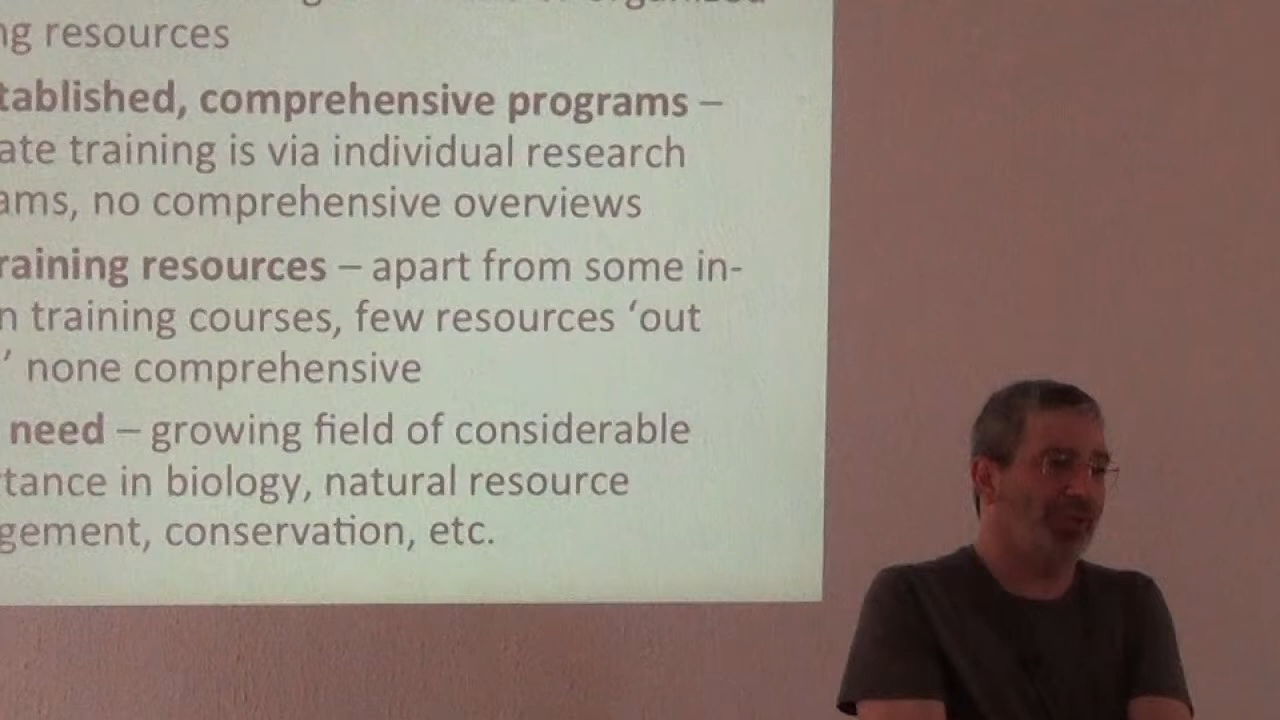 ng resources
tablished, comprehensive programs –
ate training is via individual research
ams, no comprehensive overviews
raining resources – apart from some in-
n training courses, few resources ‘out
’ none comprehensive
need – growing field of considerable
tance in biology, natural resource
gement, conservation, etc.